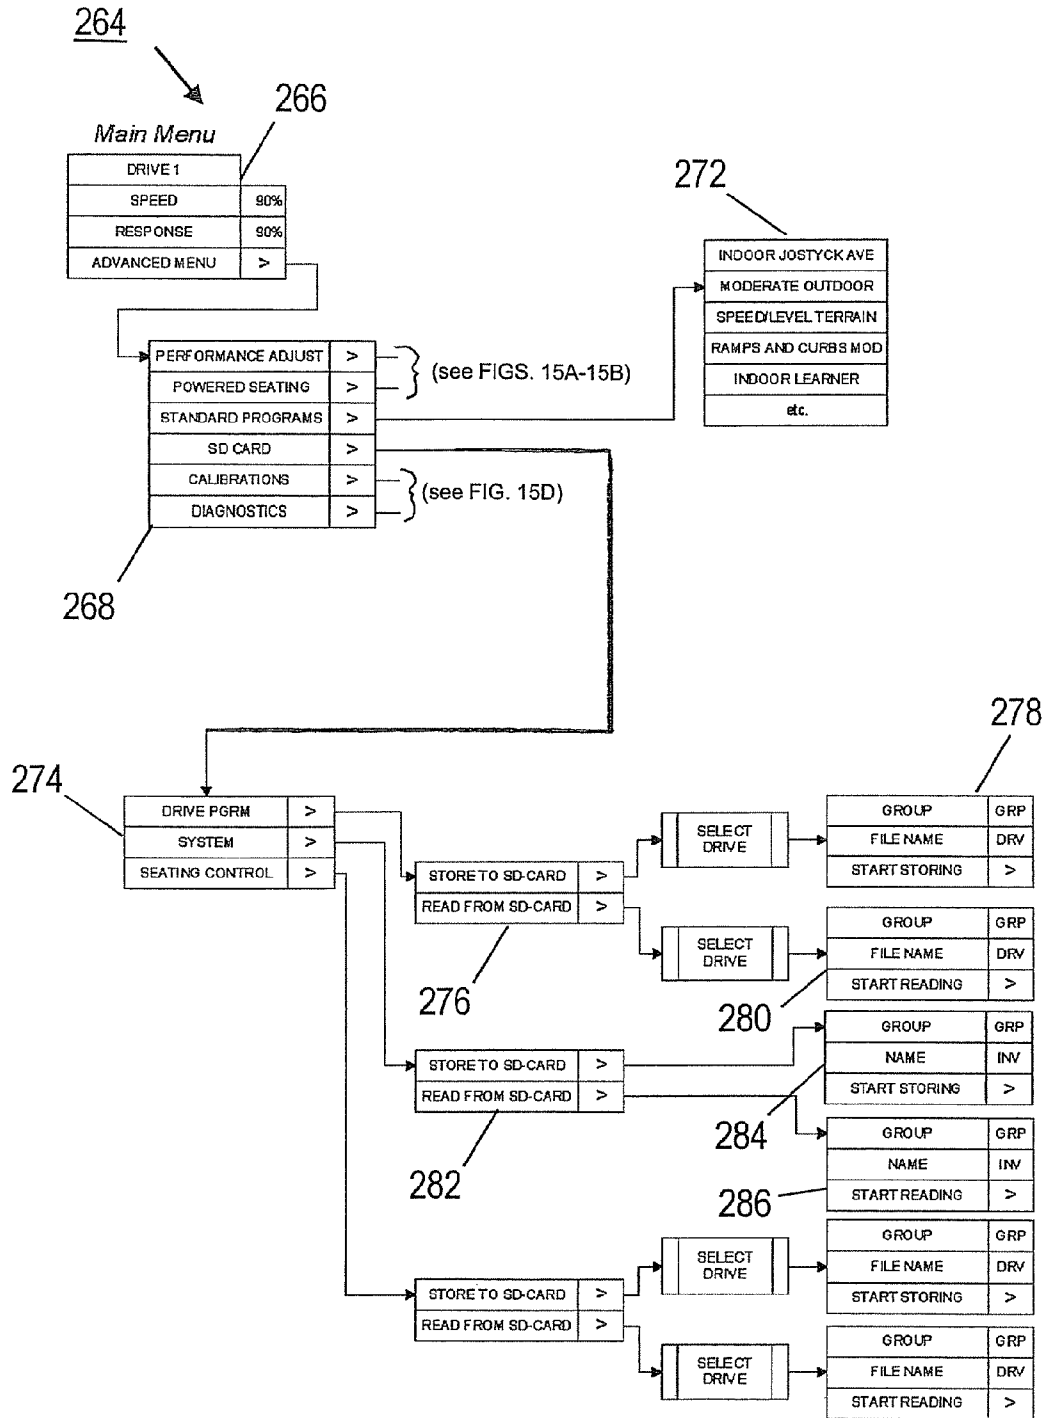 264
266
Main Menu
DRIVE 1
SPEED 90%
RESPONSE 90%
ADVANCED MENU >
272
INDOOR JOSTYCK AVE
MODERATE OUTDOOR
SPEED/LEVEL TERRAIN
RAMPS AND CURBS MOD
INDOOR LEARNER
etc.
PERFORMANCE ADJUST >
POWERED SEATING >
(see FIGS. 15A-15B)
STANDARD PROGRAMS >
SD CARD >
CALIBRATIONS >
DIAGNOSTICS >
(see FIG. 15D)
268
274
DRIVE PGRM >
SYSTEM >
SEATING CONTROL >
STORE TO SD-CARD >
READ FROM SD-CARD >
276
SELECT
DRIVE
278
GROUP GRP
FILE NAME DRV
START STORING >
SELECT
DRIVE
GROUP GRP
FILE NAME DRV
START READING >
280
STORE TO SD-CARD >
READ FROM SD-CARD >
282
GROUP GRP
NAME INV
START STORING >
284
GROUP GRP
NAME INV
START READING >
286
STORE TO SD-CARD >
READ FROM SD-CARD >
SELECT
DRIVE
GROUP GRP
FILE NAME DRV
START STORING >
SELECT
DRIVE
GROUP GRP
FILE NAME DRV
START READING >